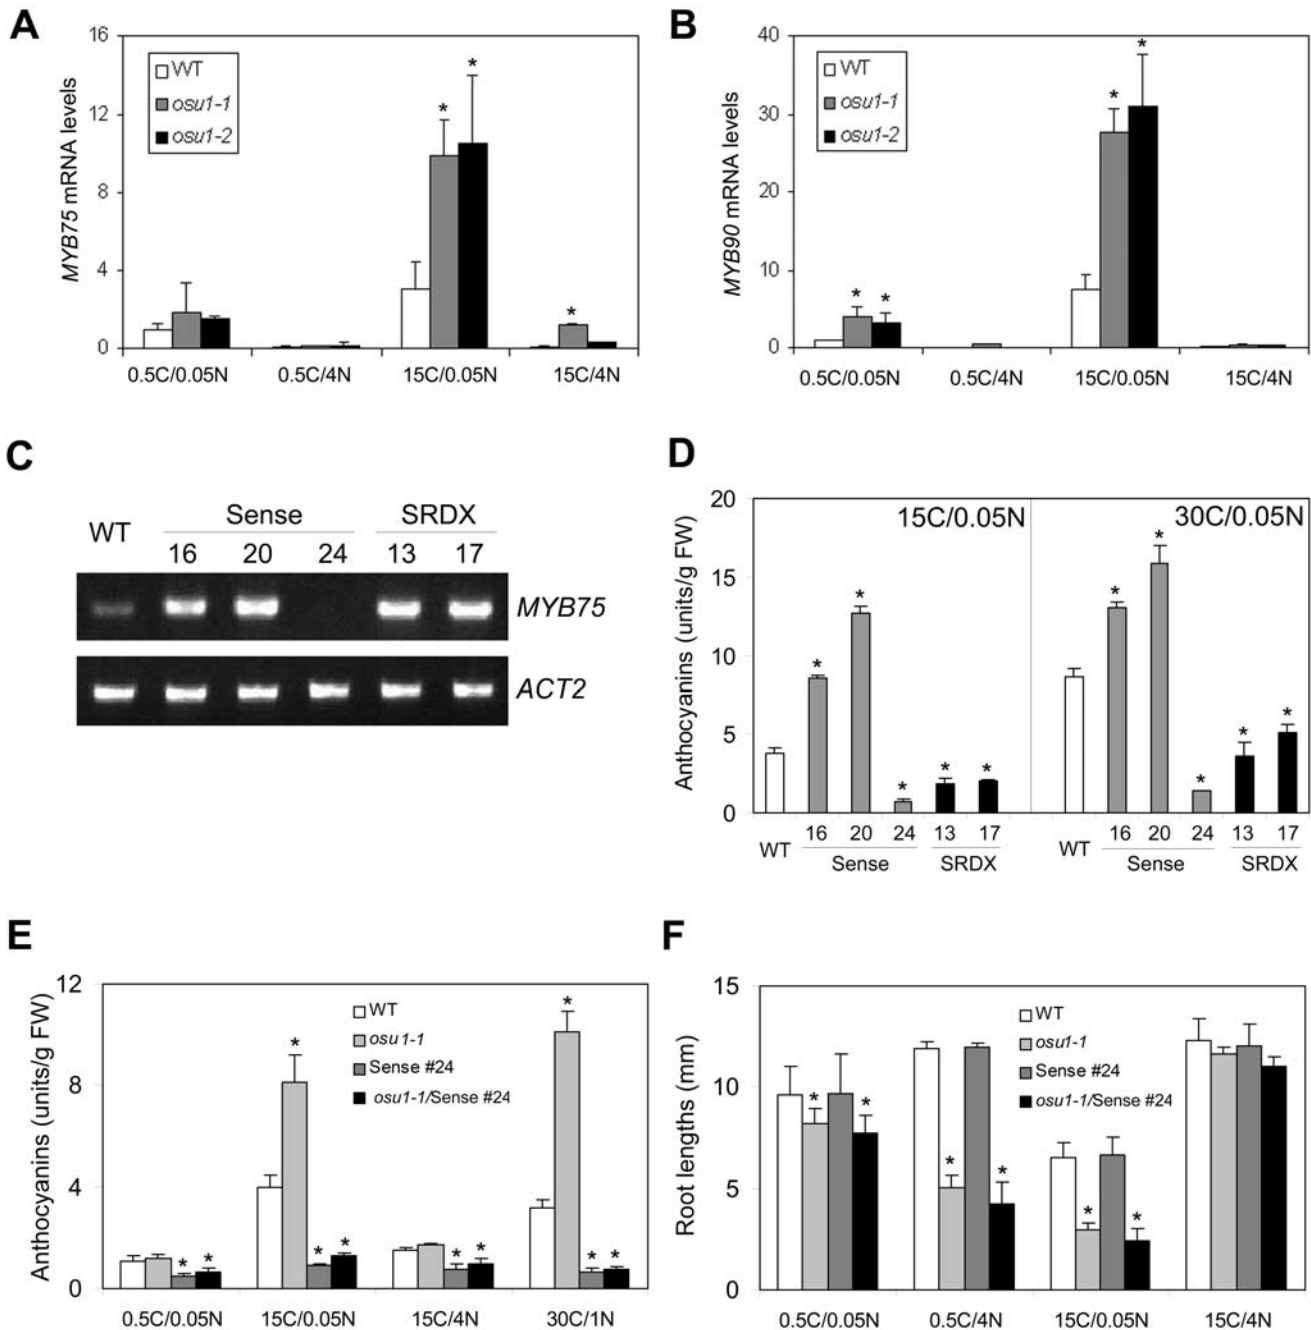 A
16
12
8
4
0
MYB75 mRNA levels
WT
osu1-1
osu1-2
*
*
*
0.5C/0.05N
0.5C/4N
15C/0.05N
15C/4N
B
40
30
20
10
0
MYB90 mRNA levels
WT
osu1-1
osu1-2
*
*
*
*
0.5C/0.05N
0.5C/4N
15C/0.05N
15C/4N
C
WT
Sense
SRDX
16 20 24 13 17
MYB75
ACT2
D
20
15
10
5
0
Anthocyanins (units/g FW)
15C/0.05N
30C/0.05N
*
*
*
*
*
*
*
*
*
*
16 20 24 13 17
WT
Sense
SRDX
16 20 24 13 17
WT
Sense
SRDX
E
12
8
4
0
Anthocyanins (units/g FW)
WT
osu1-1
Sense #24
osu1-1/Sense #24
* *
* * *
* *
* * *
0.5C/0.05N
15C/0.05N
15C/4N
30C/1N
F
15
10
5
0
Root lengths (mm)
WT
osu1-1
Sense #24
osu1-1/Sense #24
* *
* *
* *
0.5C/0.05N
0.5C/4N
15C/0.05N
15C/4N